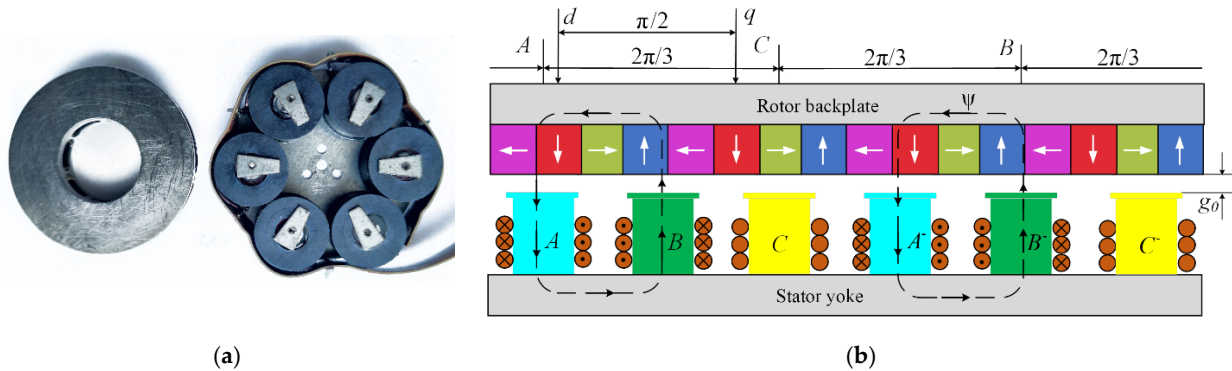 d π/2 q
A 2π/3 C 2π/3 B 2π/3
Rotor backplate ψ
g₀
A B C A⁻ B⁻ C⁻
Stator yoke
(a) (b)